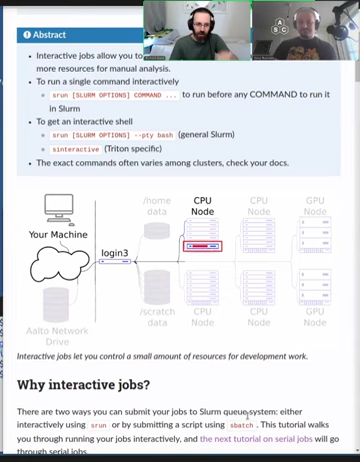 Abstract
Interactive jobs allow you to
more resources for manual analysis.
To run a single command interactively
srun [SLURM OPTIONS] COMMAND ... to run before any COMMAND to run it
in Slurm
To get an interactive shell
srun [SLURM OPTIONS] --pty bash (general Slurm)
sinteractive (Triton specific)
The exact commands often varies among clusters, check your docs.
/home
data
CPU
Node
CPU
Node
GPU
Node
Your Machine
login3
Aalto Network
Drive
/scratch
data
CPU
Node
CPU
Node
GPU
Node
Interactive jobs let you control a small amount of resources for development work.
Why interactive jobs?
There are two ways you can submit your jobs to Slurm queue system: either
interactively using srun or by submitting a script using sbatch. This tutorial
walks you through running your jobs interactively, and the next tutorial on serial jobs will go
through serial jobs.